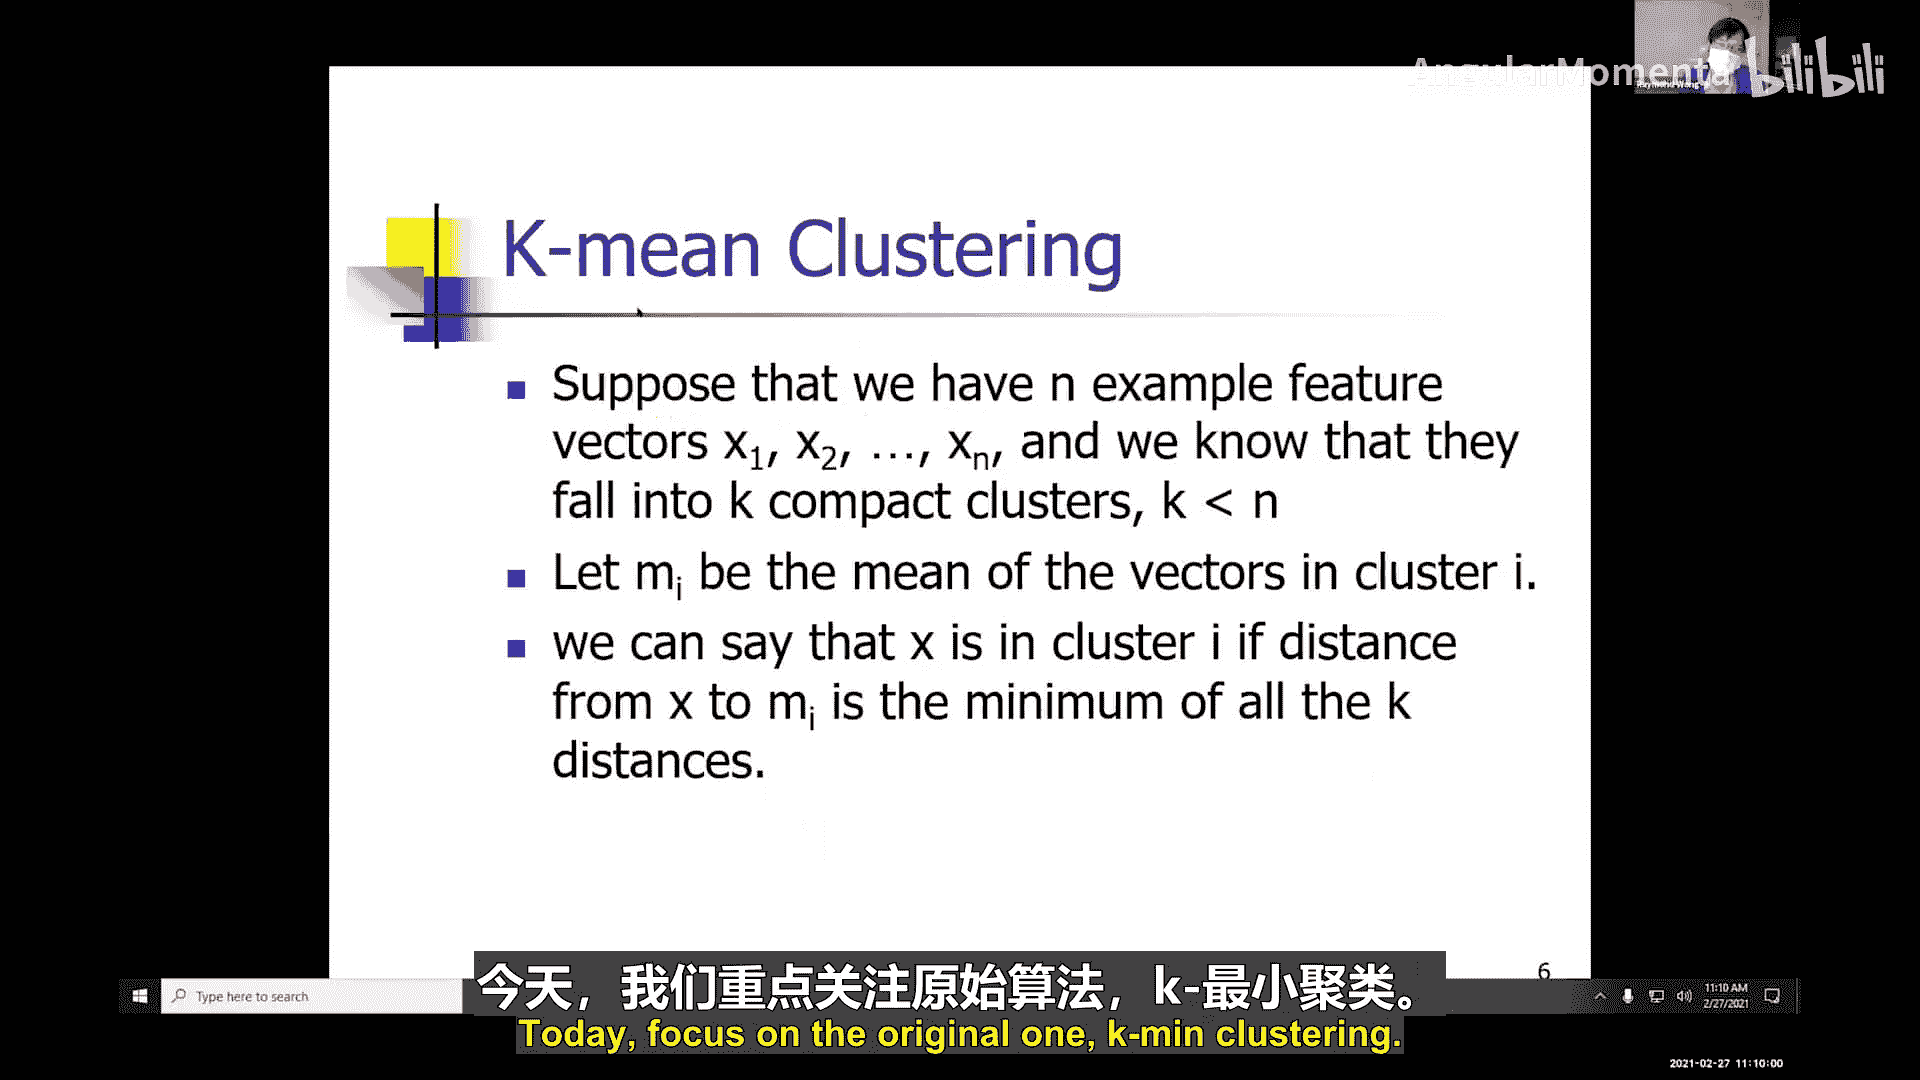 AngularMomenta bilibili
Raymond Wong
K-mean Clustering
Suppose that we have n example feature
vectors x1, x2, …, xn, and we know that they
fall into k compact clusters, k < n
Let mi be the mean of the vectors in cluster i.
we can say that x is in cluster i if distance
from x to mi is the minimum of all the k
distances.
6
今天，我们重点关注原始算法，k-最小聚类。
Today, focus on the original one, k-min clustering.
Type here to search
11:10 AM
2/27/2021
2021-02-27 11:10:00